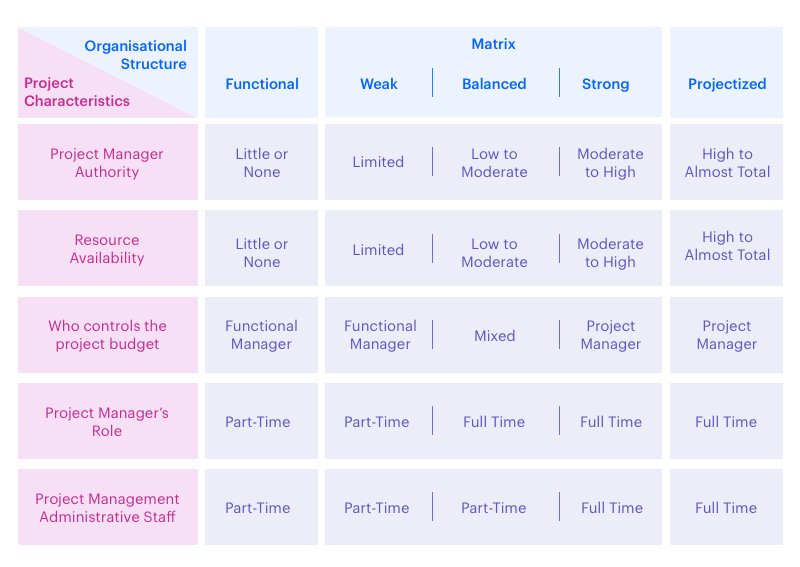 Organisational
Structure
Project
Characteristics
Functional
Matrix
Weak
Balanced
Strong
Projectized
Project Manager
Authority
Little or
None
Limited
Low to
Moderate
Moderate
to High
High to
Almost Total
Resource
Availability
Little or
None
Limited
Low to
Moderate
Moderate
to High
High to
Almost Total
Who controls the
project budget
Functional
Manager
Functional
Manager
Mixed
Project
Manager
Project
Manager
Project Manager’s
Role
Part-Time
Part-Time
Full Time
Full Time
Full Time
Project Management
Administrative Staff
Part-Time
Part-Time
Part-Time
Full Time
Full Time